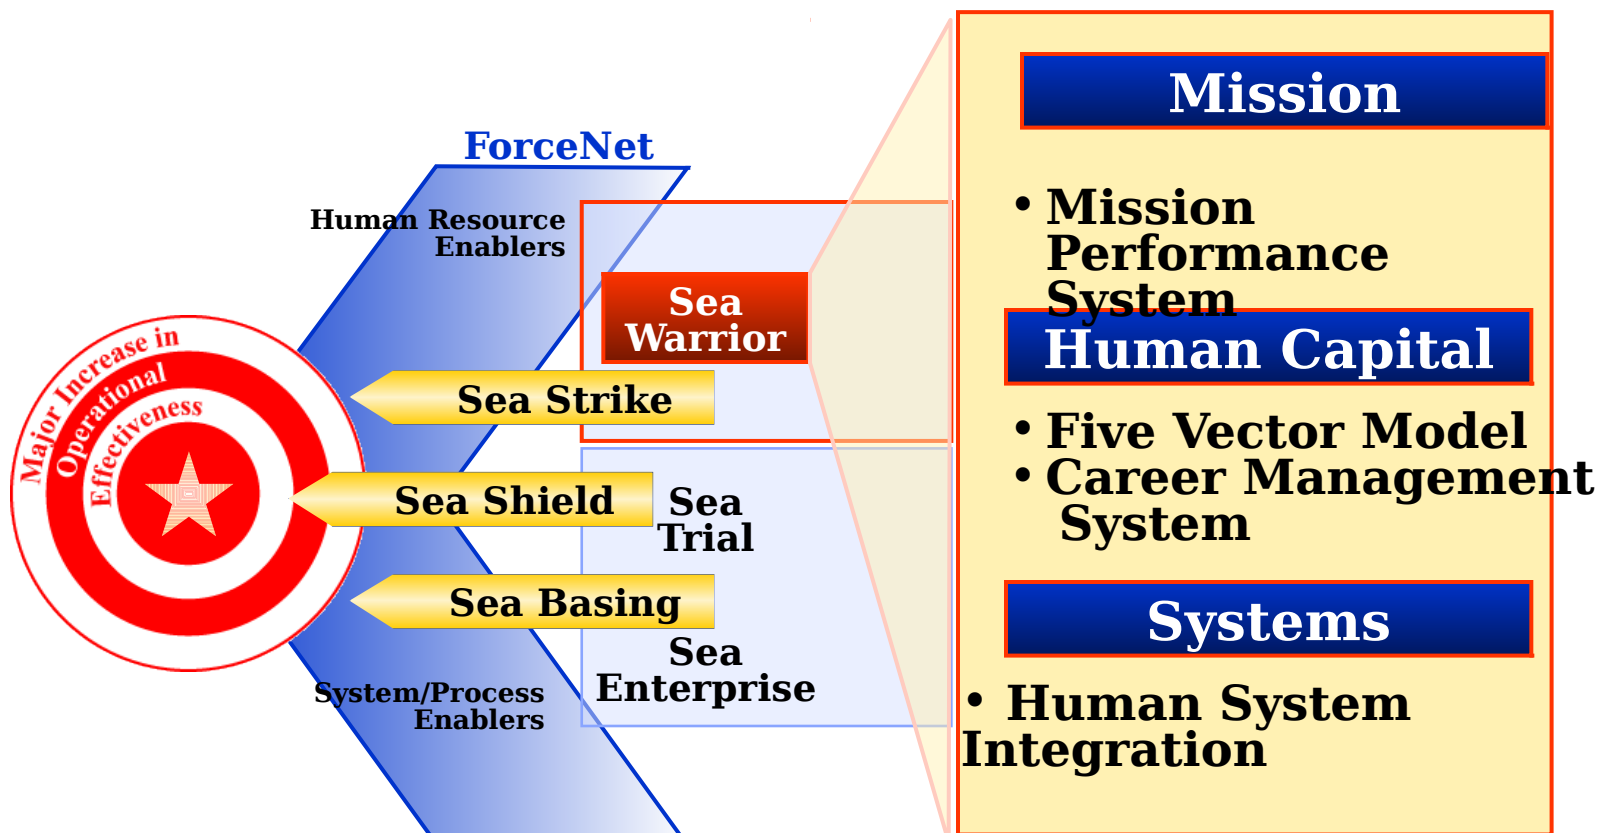 ForceNet
Human Resource
Enablers
Major Increase in
Operational
Effectiveness
Sea
Warrior
Sea Strike
Sea Shield
Sea
Trial
Sea Basing
Sea
Enterprise
System/Process
Enablers
Mission
• Mission
Performance
System
Human Capital
• Five Vector Model
• Career Management
System
Systems
• Human System
Integration